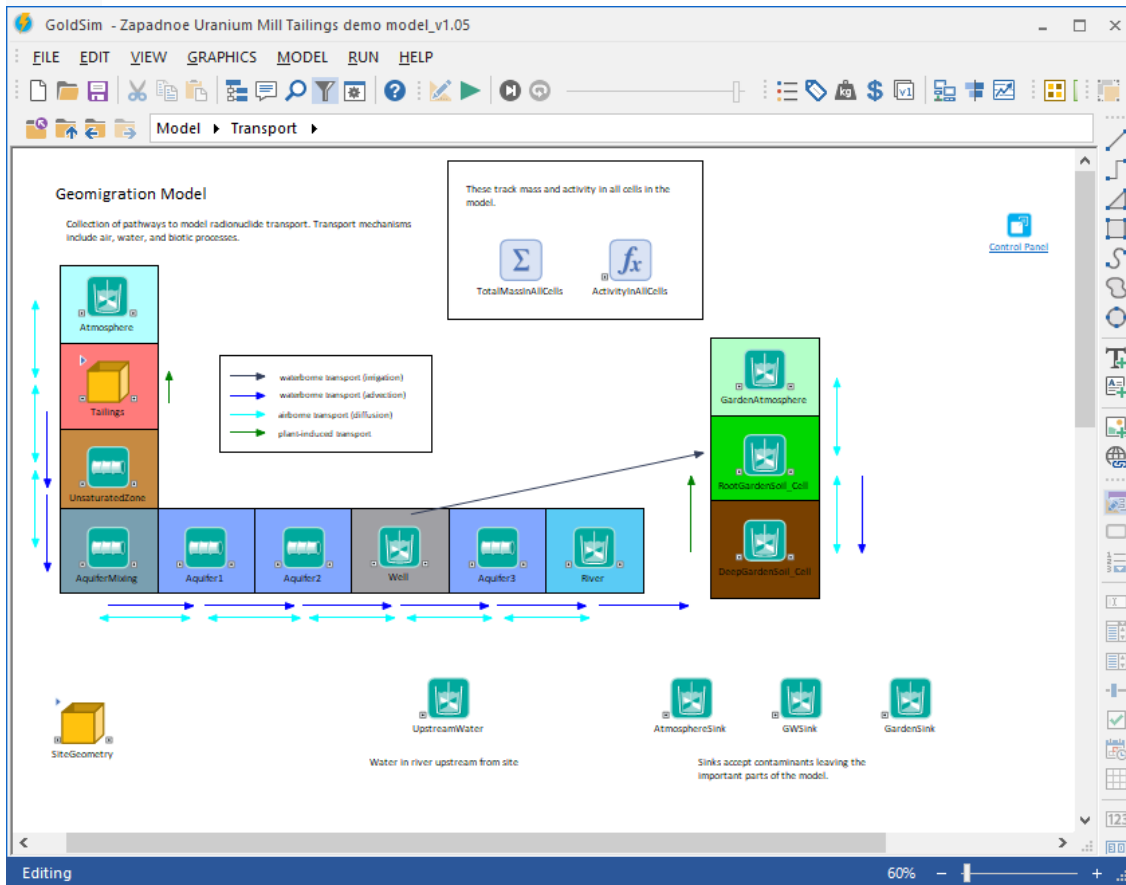 GoldSim - Zapadnoe Uranium Mill Tailings demo model_v1.05
FILE EDIT VIEW GRAPHICS MODEL RUN HELP
Model Transport
Geomigration Model
Collection of pathways to model radionuclide transport. Transport mechanisms
include air, water, and biotic processes.
These track mass and activity in all cells in the
model.
Σ
fx
TotalMassInAllCells
ActivityInAllCells
Control Panel
Atmosphere
Tailings
UnsaturatedZone
waterborne transport (irrigation)
waterborne transport (advection)
airborne transport (diffusion)
plant-induced transport
GardenAtmosphere
RootGardenSoil_Cell
DeepGardenSoil_Cell
AquiferMixing
Aquifer1
Aquifer2
Well
Aquifer3
River
SiteGeometry
UpstreamWater
Water in river upstream from site
AtmosphereSink
GWSink
GardenSink
Sinks accept contaminants leaving the
important parts of the model.
Editing
60%